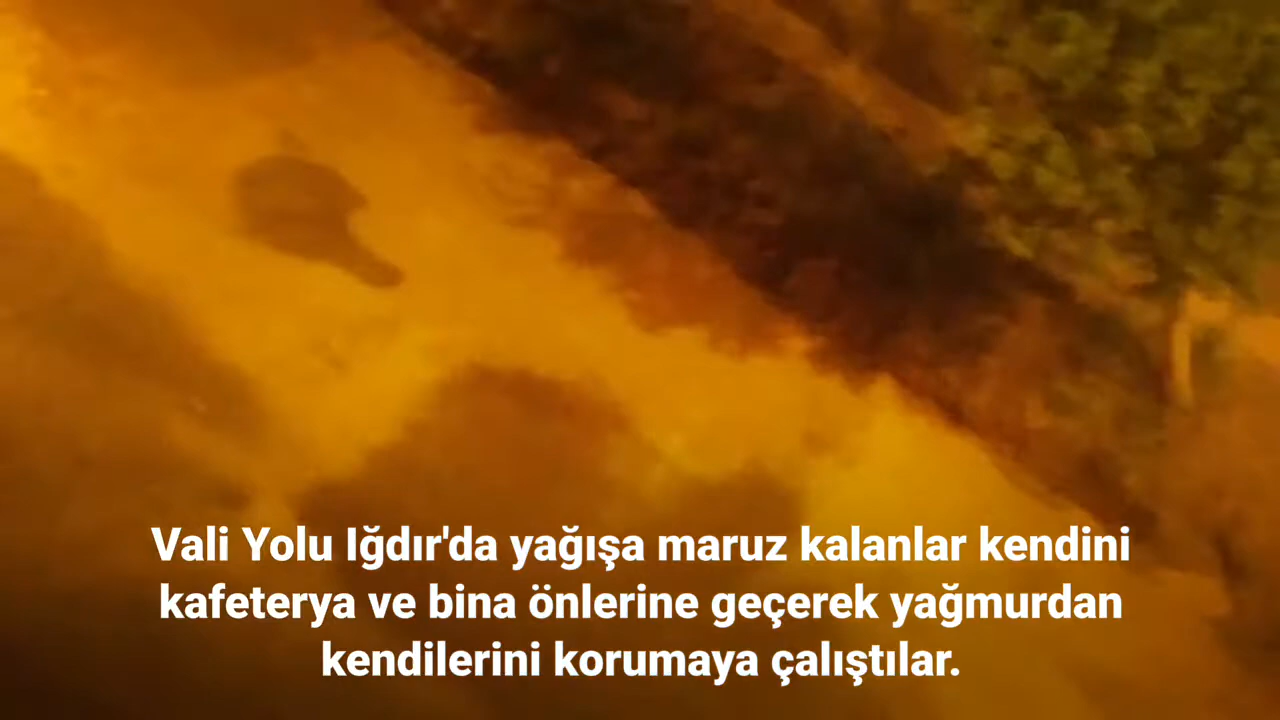 Vali Yolu Iğdır'da yağışa maruz kalanlar kendini
kafeterya ve bina önlerine geçerek yağmurdan
kendilerini korumaya çalıştılar.